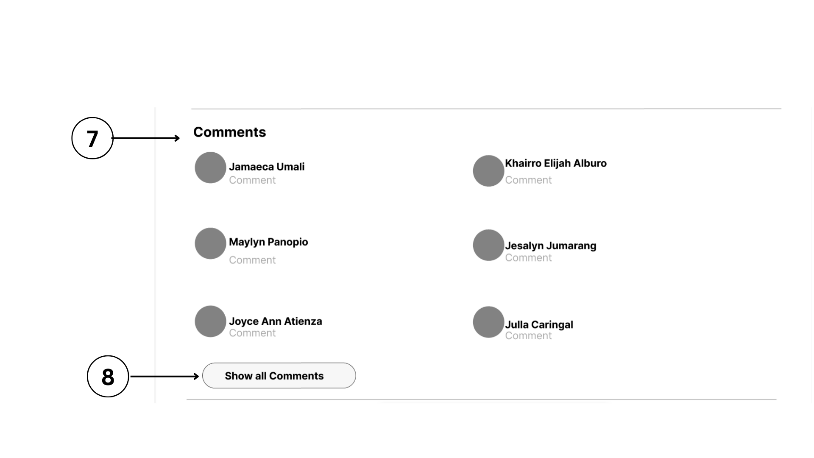 7
Comments
Jamaeca Umali
Comment
Khairro Elijah Alburo
Comment
Maylyn Panopio
Comment
Jesalyn Jumarang
Comment
Joyce Ann Atienza
Comment
Julla Caringal
Comment
8
Show all Comments